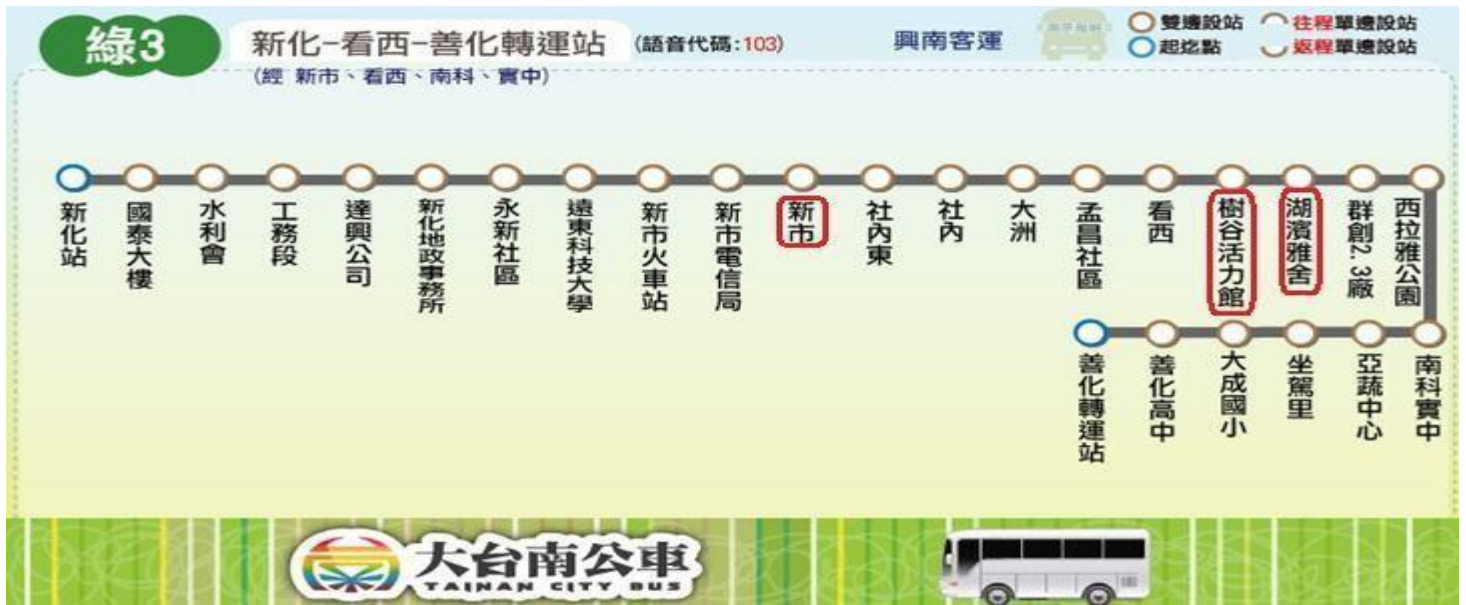 綠3
新化-看西-善化轉運站 (語音代碼:103)
(經 新市、看西、南科、實中)
興南客運
雙邊設站
往程單邊設站
起迄點
返程單邊設站
新化站
國泰大樓
水利會
工務段
達興公司
新化地政事務所
永新社區
遠東科技大學
新市火車站
新市電信局
新市
社內東
社內
大洲
孟昌社區
看西
樹谷活力館
湖濱雅舍
群創2. 3廠
西拉雅公園
南科實中
亞蔬中心
坐駕里
大成國小
善化高中
善化轉運站
大台南公車
TAINAN CITY BUS